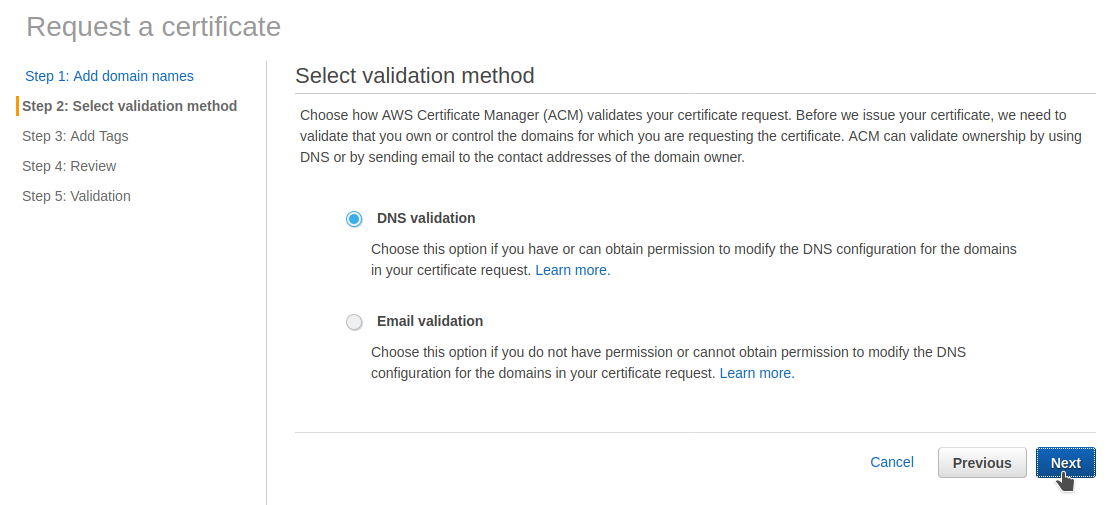 Request a certificate
Step 1: Add domain names
Step 2: Select validation method
Step 3: Add Tags
Step 4: Review
Step 5: Validation
Select validation method
Choose how AWS Certificate Manager (ACM) validates your certificate request. Before we issue your certificate, we need to
validate that you own or control the domains for which you are requesting the certificate. ACM can validate ownership by using
DNS or by sending email to the contact addresses of the domain owner.
DNS validation
Choose this option if you have or can obtain permission to modify the DNS configuration for the domains
in your certificate request. Learn more.
Email validation
Choose this option if you do not have permission or cannot obtain permission to modify the DNS
configuration for the domains in your certificate request. Learn more.
Cancel Previous Next